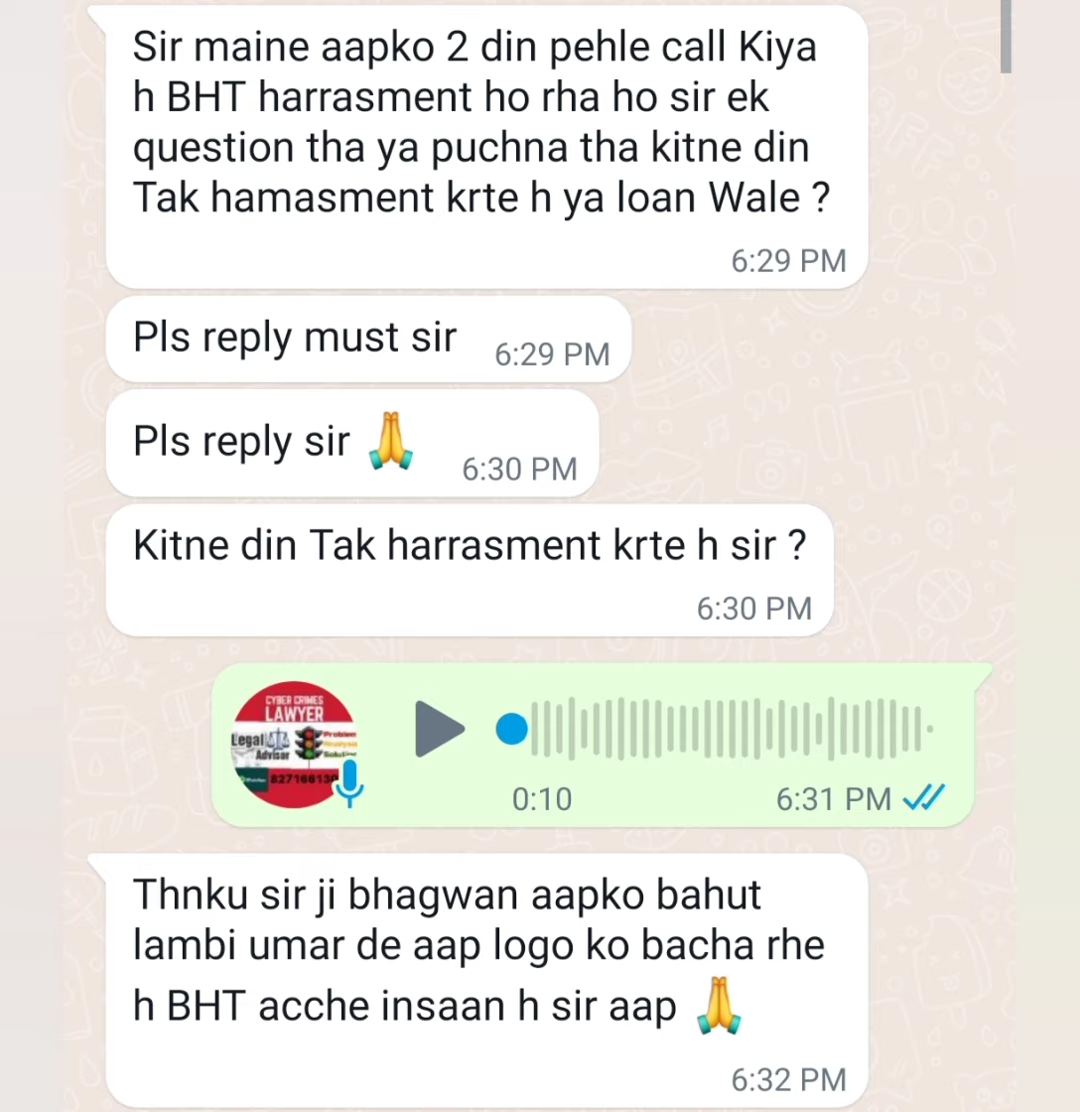 Sir maine aapko 2 din pehle call Kiya
h BHT harrasment ho rha ho sir ek
question tha ya puchna tha kitne din
Tak hamasment krte h ya loan Wale ?
6:29 PM
Pls reply must sir
6:29 PM
Pls reply sir 🙏
6:30 PM
Kitne din Tak harrasment krte h sir ?
6:30 PM
CYBER CRIMES
LAWYER
Legal
Advisor
Problem
Solution
0:10
6:31 PM
Thnku sir ji bhagwan aapko bahut
lambi umar de aap logo ko bacha rhe
h BHT acche insaan h sir aap 🙏
6:32 PM